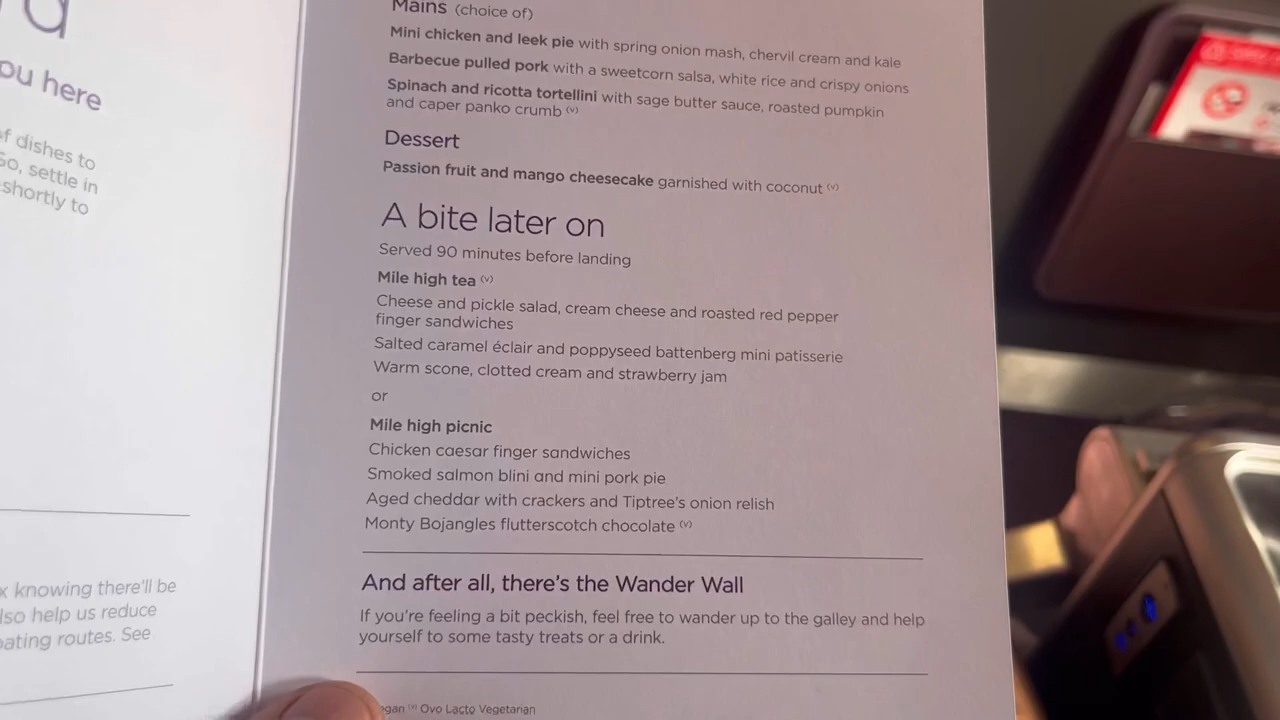 ou here
of dishes to
So, settle in
shortly to
x knowing there'll be
lso help us reduce
oating routes. See
Mains (choice of)
Mini chicken and leek pie with spring onion mash, chervil cream and kale
Barbecue pulled pork with a sweetcorn salsa, white rice and crispy onions
Spinach and ricotta tortellini with sage butter sauce, roasted pumpkin
and caper panko crumb (v)
Dessert
Passion fruit and mango cheesecake garnished with coconut (v)
A bite later on
Served 90 minutes before landing
Mile high tea (v)
Cheese and pickle salad, cream cheese and roasted red pepper
finger sandwiches
Salted caramel éclair and poppyseed battenberg mini patisserie
Warm scone, clotted cream and strawberry jam
or
Mile high picnic
Chicken caesar finger sandwiches
Smoked salmon blini and mini pork pie
Aged cheddar with crackers and Tiptree's onion relish
Monty Bojangles flutterscotch chocolate (v)
And after all, there's the Wander Wall
If you're feeling a bit peckish, feel free to wander up to the galley and help
yourself to some tasty treats or a drink.
gan (v) Ovo Lacto Vegetarian